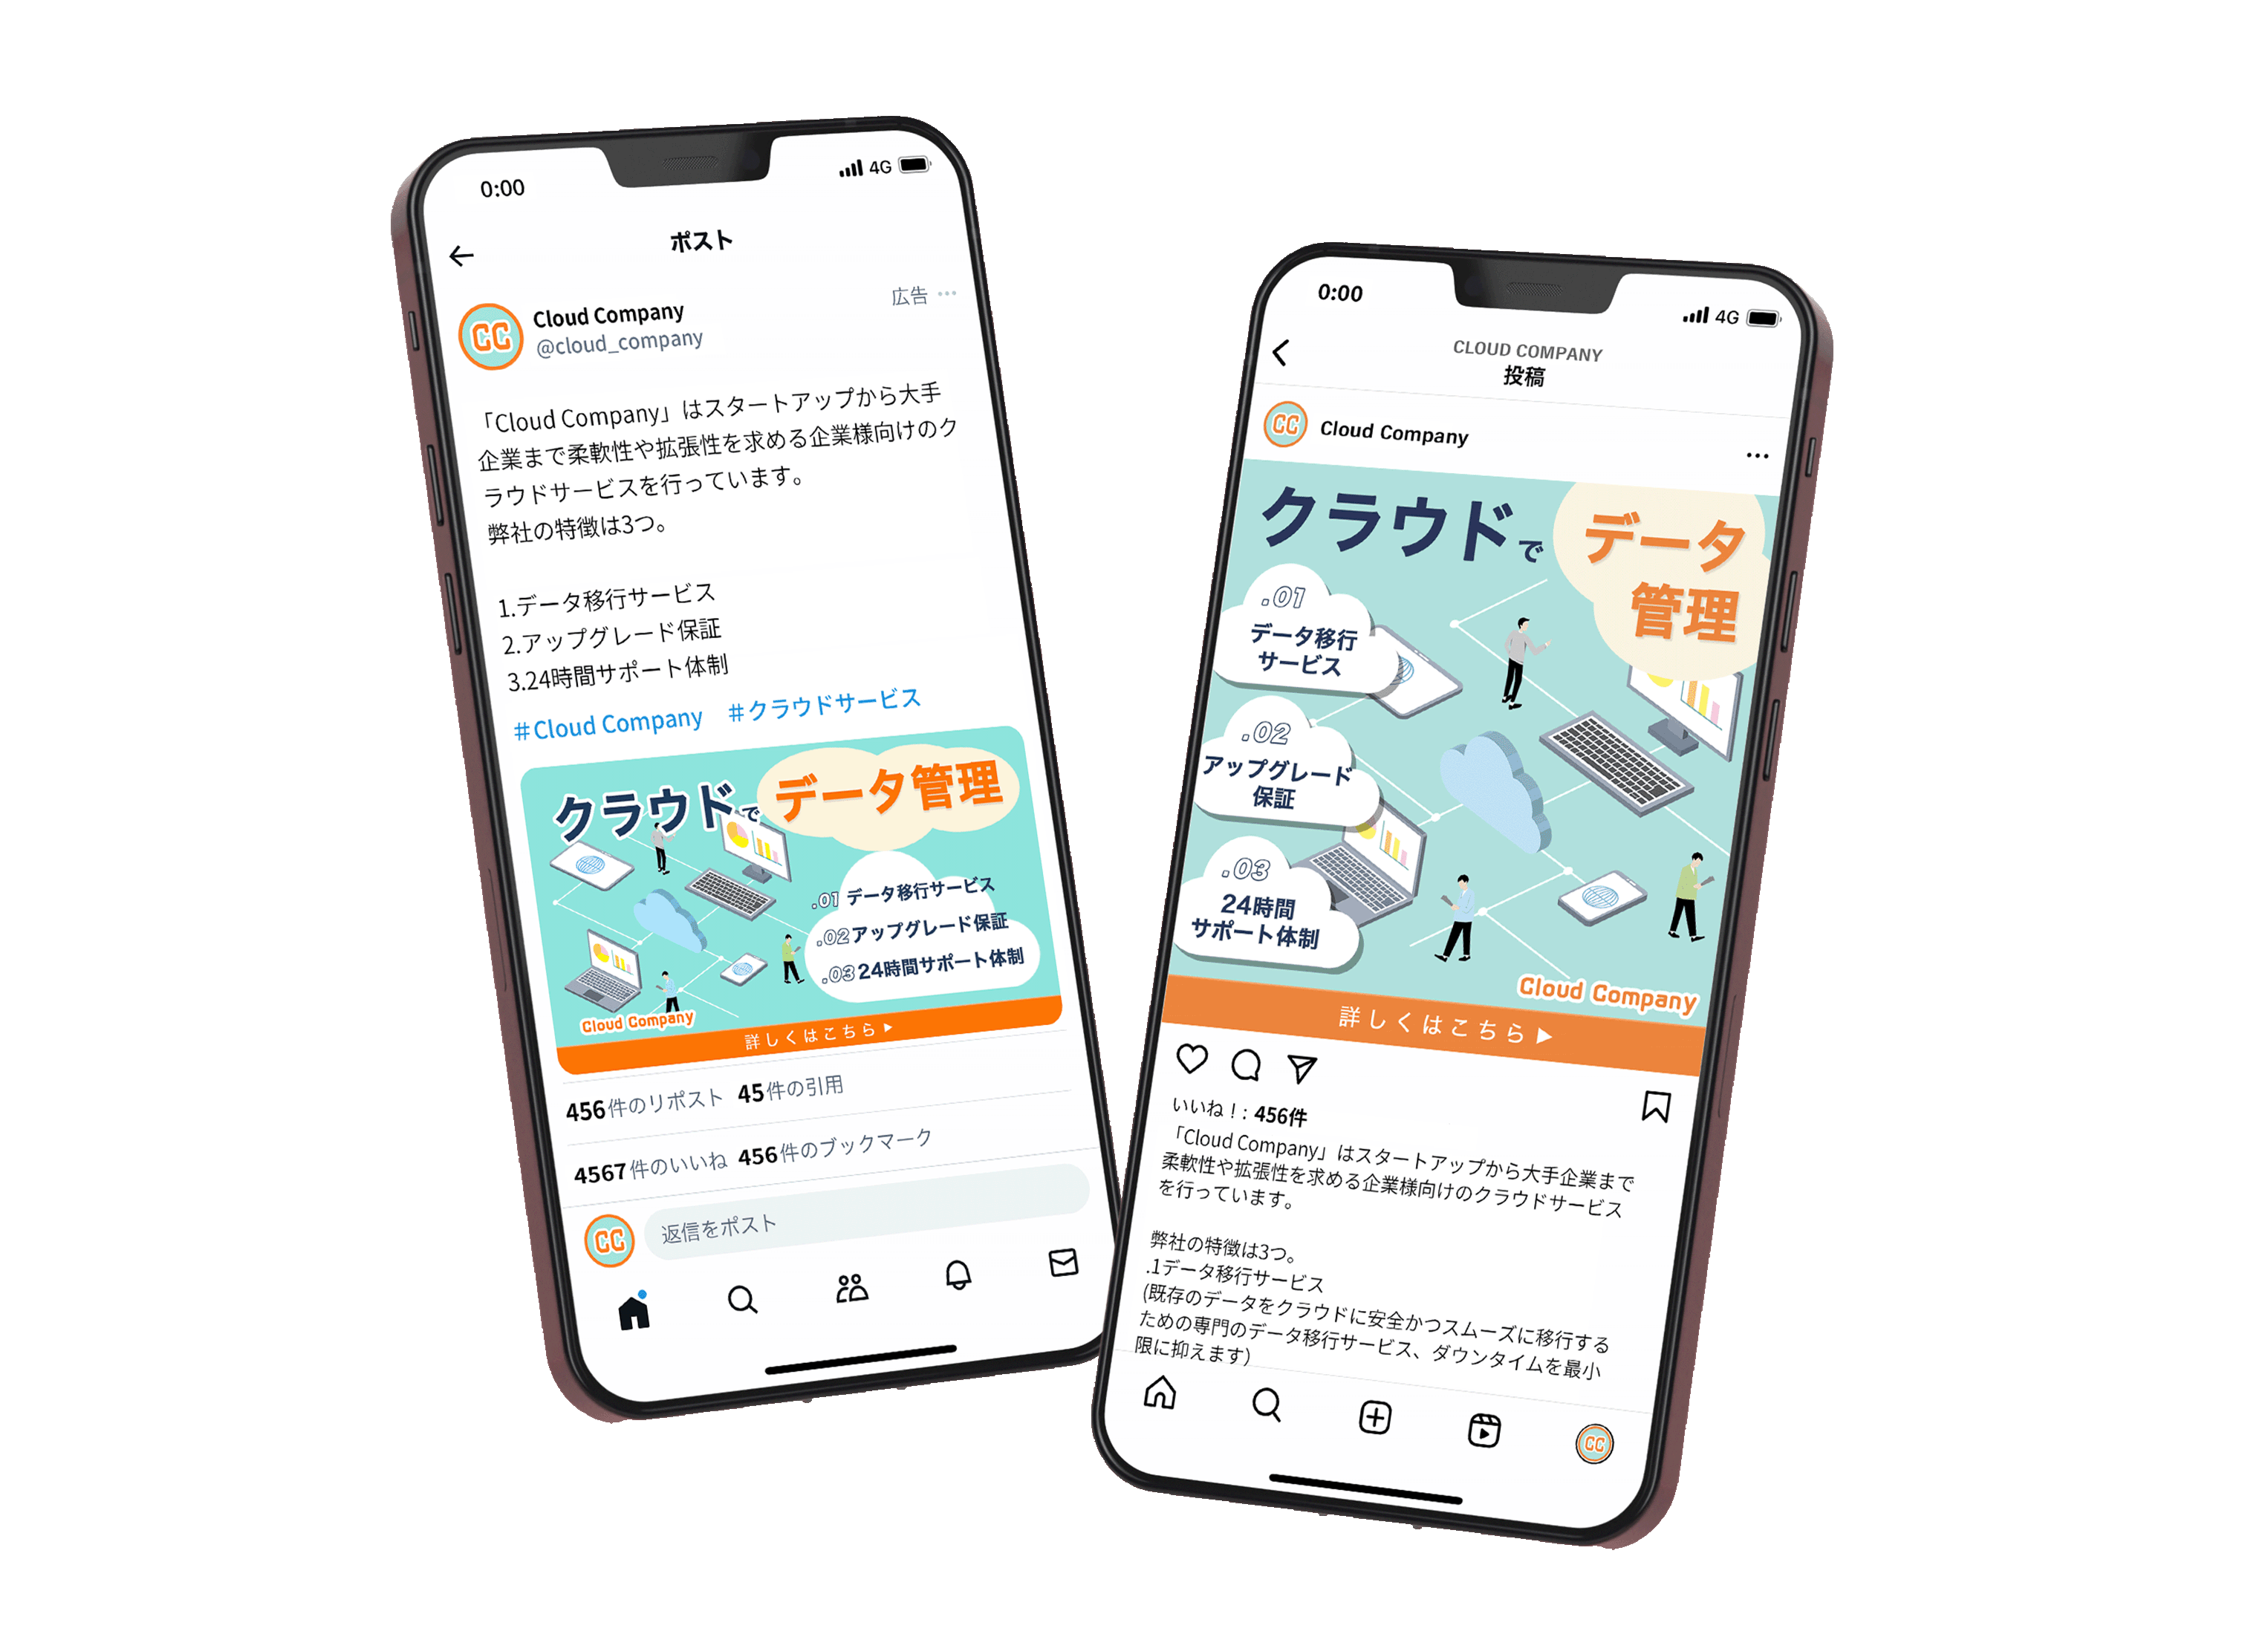 0:00
4G
ポスト
広告
CC
Cloud Company
@cloud_company
「Cloud Company」はスタートアップから大手
企業まで柔軟性や拡張性を求める企業様向けのク
ラウドサービスを行っています。
弊社の特徴は3つ。
1.データ移行サービス
2.アップグレード保証
3.24時間サポート体制
#Cloud Company #クラウドサービス
クラウドで データ管理
.01 データ移行サービス
.02 アップグレード保証
.03 24時間サポート体制
Cloud Company
詳しくはこちら▶
456件のリポスト 45件の引用
4567件のいいね 456件のブックマーク
CC
返信をポスト
0:00
4G
CLOUD COMPANY
投稿
CC
Cloud Company
クラウドで データ
管理
.01
データ移行
サービス
.02
アップグレード
保証
.03
24時間
サポート体制
Cloud Company
詳しくはこちら▶
いいね！: 456件
「Cloud Company」はスタートアップから大手企業まで
柔軟性や拡張性を求める企業様向けのクラウドサービス
を行っています。
弊社の特徴は3つ。
.1データ移行サービス
(既存のデータをクラウドに安全かつスムーズに移行する
ための専門のデータ移行サービス、ダウンタイムを最小
限に抑えます)
CC